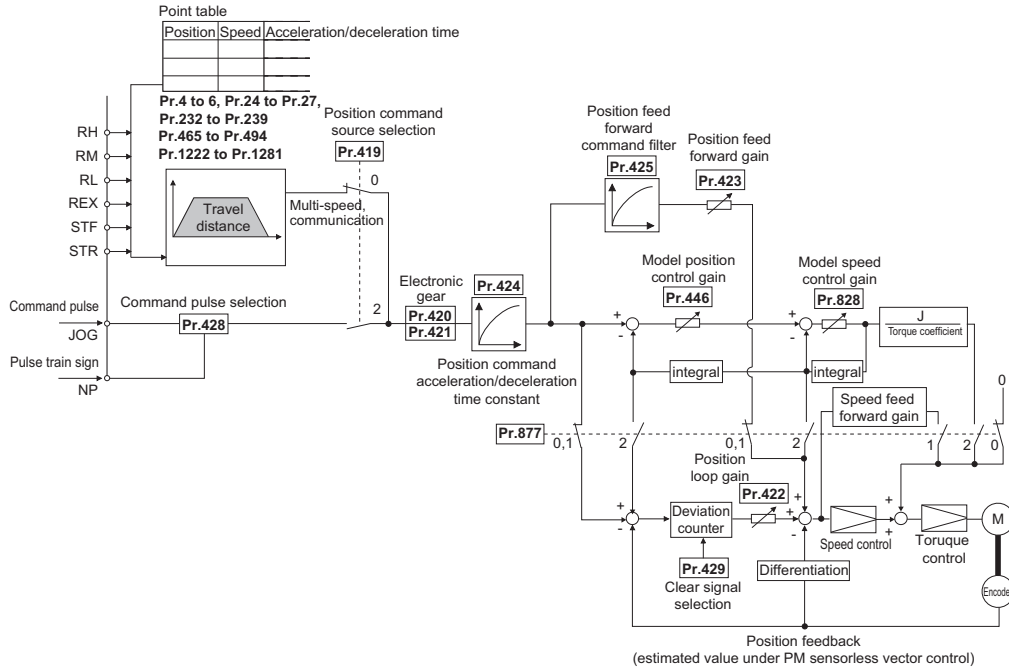 Point table
Position Speed Acceleration/deceleration time
Pr.4 to 6, Pr.24 to Pr.27,
Pr.232 to Pr.239
Pr.465 to Pr.494
Pr.1222 to Pr.1281
RH
RM
RL
REX
STF
STR
Travel
distance
Position command
source selection
Pr.419
0
Multi-speed,
communication
2
Command pulse
JOG
Command pulse selection
Pr.428
Pulse train sign
NP
Electronic
gear
Pr.420
Pr.421
Pr.424
Position command
acceleration/deceleration
time constant
Position feed
forward
command filter
Pr.425
Position feed
forward gain
Pr.423
Model position
control gain
Pr.446
Model speed
control gain
Pr.828
J
Torque coefficient
+
-
+
-
integral
integral
Speed feed
forward gain
0
Pr.877
0,1
2
0,1
2
1
2
0
Position
loop gain
Pr.422
+
-
Deviation
counter
+
+
-
Speed control
+
+
Toruque
control
M
Pr.429
Clear signal
selection
Differentiation
Encode
Position feedback
(estimated value under PM sensorless vector control)